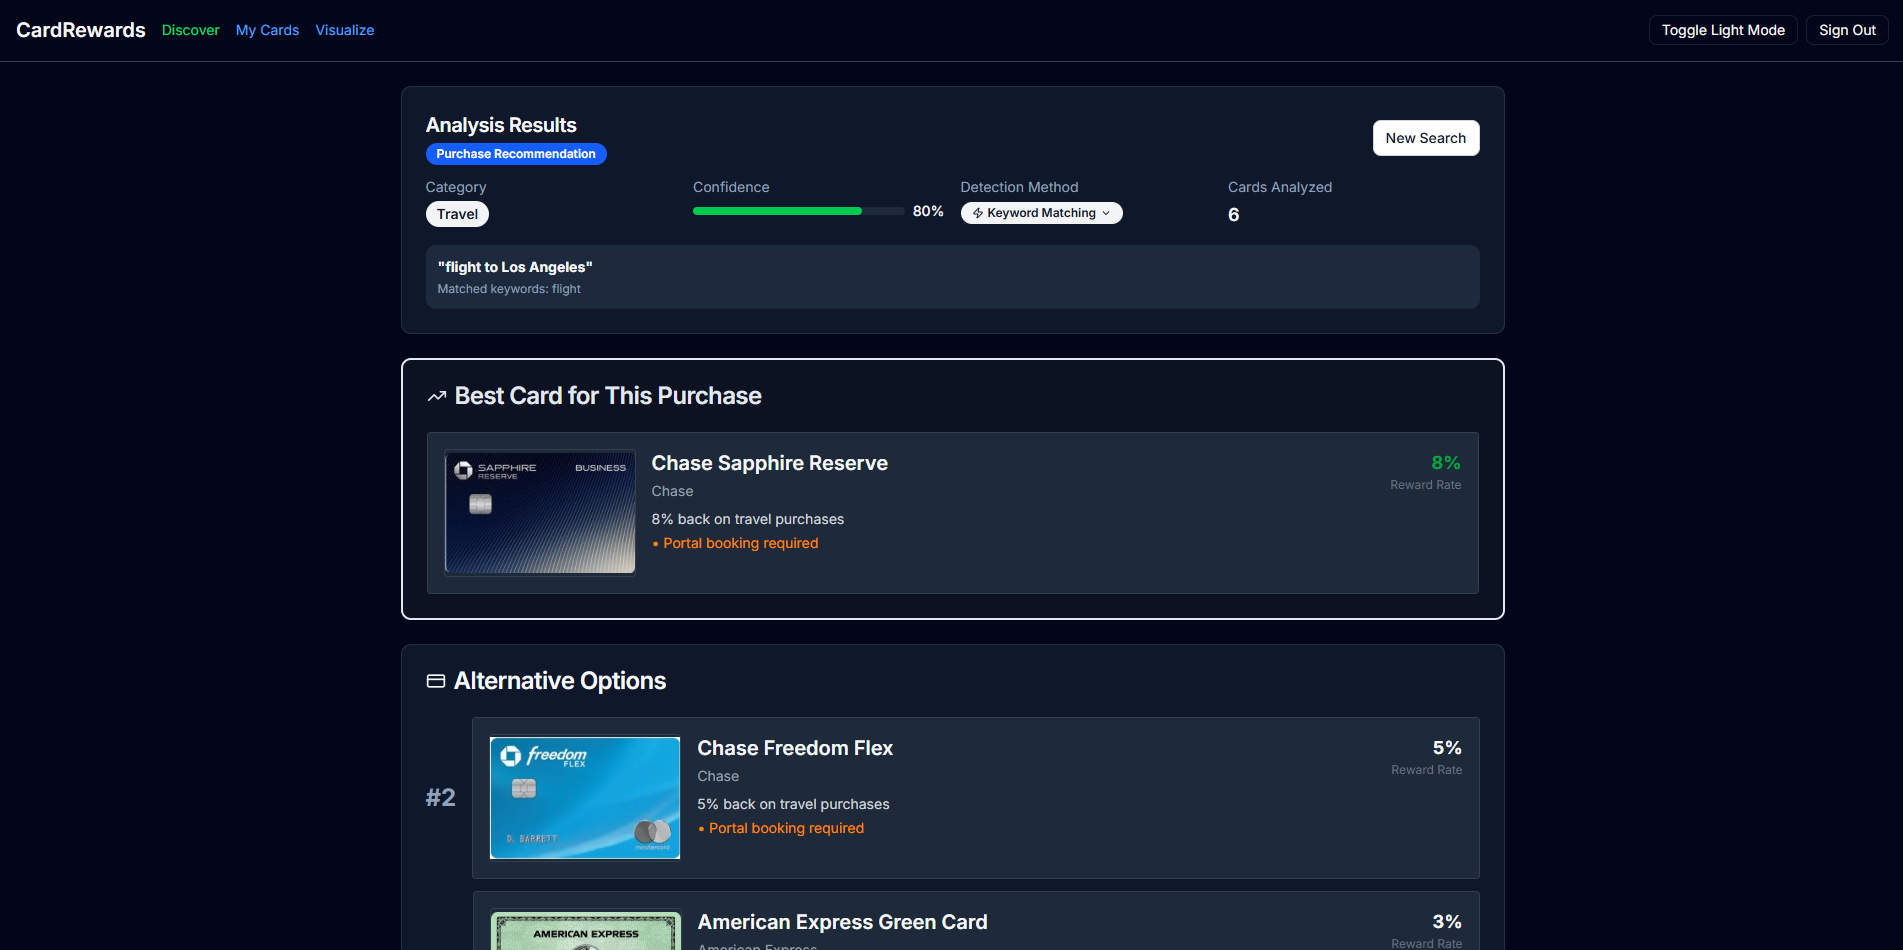 CardRewards Discover My Cards Visualize Toggle Light Mode Sign Out
Analysis Results
New Search
Purchase Recommendation
Category Confidence Detection Method Cards Analyzed
Travel 80% Keyword Matching 6
"flight to Los Angeles"
Matched keywords: flight
Best Card for This Purchase
SAPPHIRE BUSINESS
RESERVE
Chase Sapphire Reserve 8%
Chase Reward Rate
8% back on travel purchases
• Portal booking required
Alternative Options
#2
freedom
FLEX
D. BARRETT
mastercard
Chase Freedom Flex 5%
Chase Reward Rate
5% back on travel purchases
• Portal booking required
AMERICAN EXPRESS
American Express Green Card 3%
American Express Reward Rate